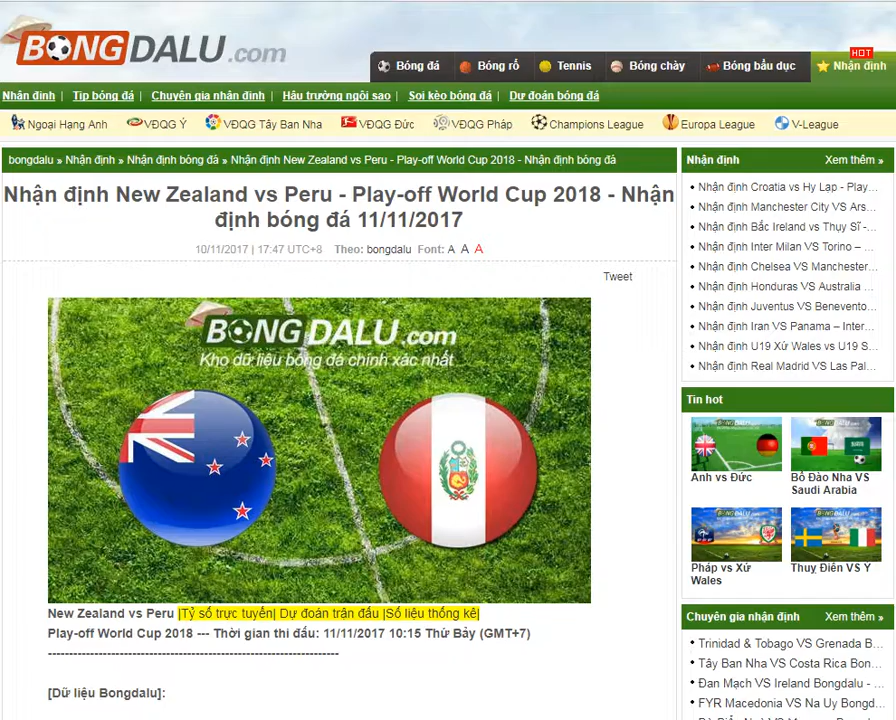 BONGDALU.com
Bóng đá Bóng rổ Tennis Bóng chày Bóng bầu dục HOT Nhận định
Nhận định | Tip bóng đá | Chuyên gia nhận định | Hậu trường ngôi sao | Soi kèo bóng đá | Dự đoán bóng đá
Ngoại Hạng Anh VĐQG Ý VĐQG Tây Ban Nha VĐQG Đức VĐQG Pháp Champions League Europa League V-League
bongdalu » Nhận định » Nhận định bóng đá » Nhận định New Zealand vs Peru - Play-off World Cup 2018 - Nhận định bóng đá
Nhận định New Zealand vs Peru - Play-off World Cup 2018 - Nhận
định bóng đá 11/11/2017
10/11/2017 | 17:47 UTC+8 Theo: bongdalu Font: A A A
Tweet
BONGDALU.com
Kho dữ liệu bóng đá chính xác nhất
New Zealand vs Peru |Tỷ số trực tuyến| Dự đoán trận đấu |Số liệu thống kê|
Play-off World Cup 2018 --- Thời gian thi đấu: 11/11/2017 10:15 Thứ Bảy (GMT+7)
------------------------------------------------------------------------
[Dữ liệu Bongdalu]:
Nhận định Xem thêm »
Nhận định Croatia vs Hy Lạp - Play...
Nhận định Manchester City VS Ars...
Nhận định Bắc Ireland vs Thụy Sĩ -...
Nhận định Inter Milan VS Torino – ...
Nhận định Chelsea VS Manchester...
Nhận định Honduras VS Australia ...
Nhận định Juventus VS Benevento...
Nhận định Iran VS Panama – Inter...
Nhận định U19 Xứ Wales vs U19 S...
Nhận định Real Madrid VS Las Pal...
Tin hot
Anh vs Đức
Bồ Đào Nha VS
Saudi Arabia
Pháp vs Xứ
Wales
Thuỵ Điển VS Ý
Chuyên gia nhận định Xem thêm »
Trinidad & Tobago VS Grenada B...
Tây Ban Nha VS Costa Rica Bon...
Đan Mạch VS Ireland Bongdalu - ...
FYR Macedonia VS Na Uy Bongd...